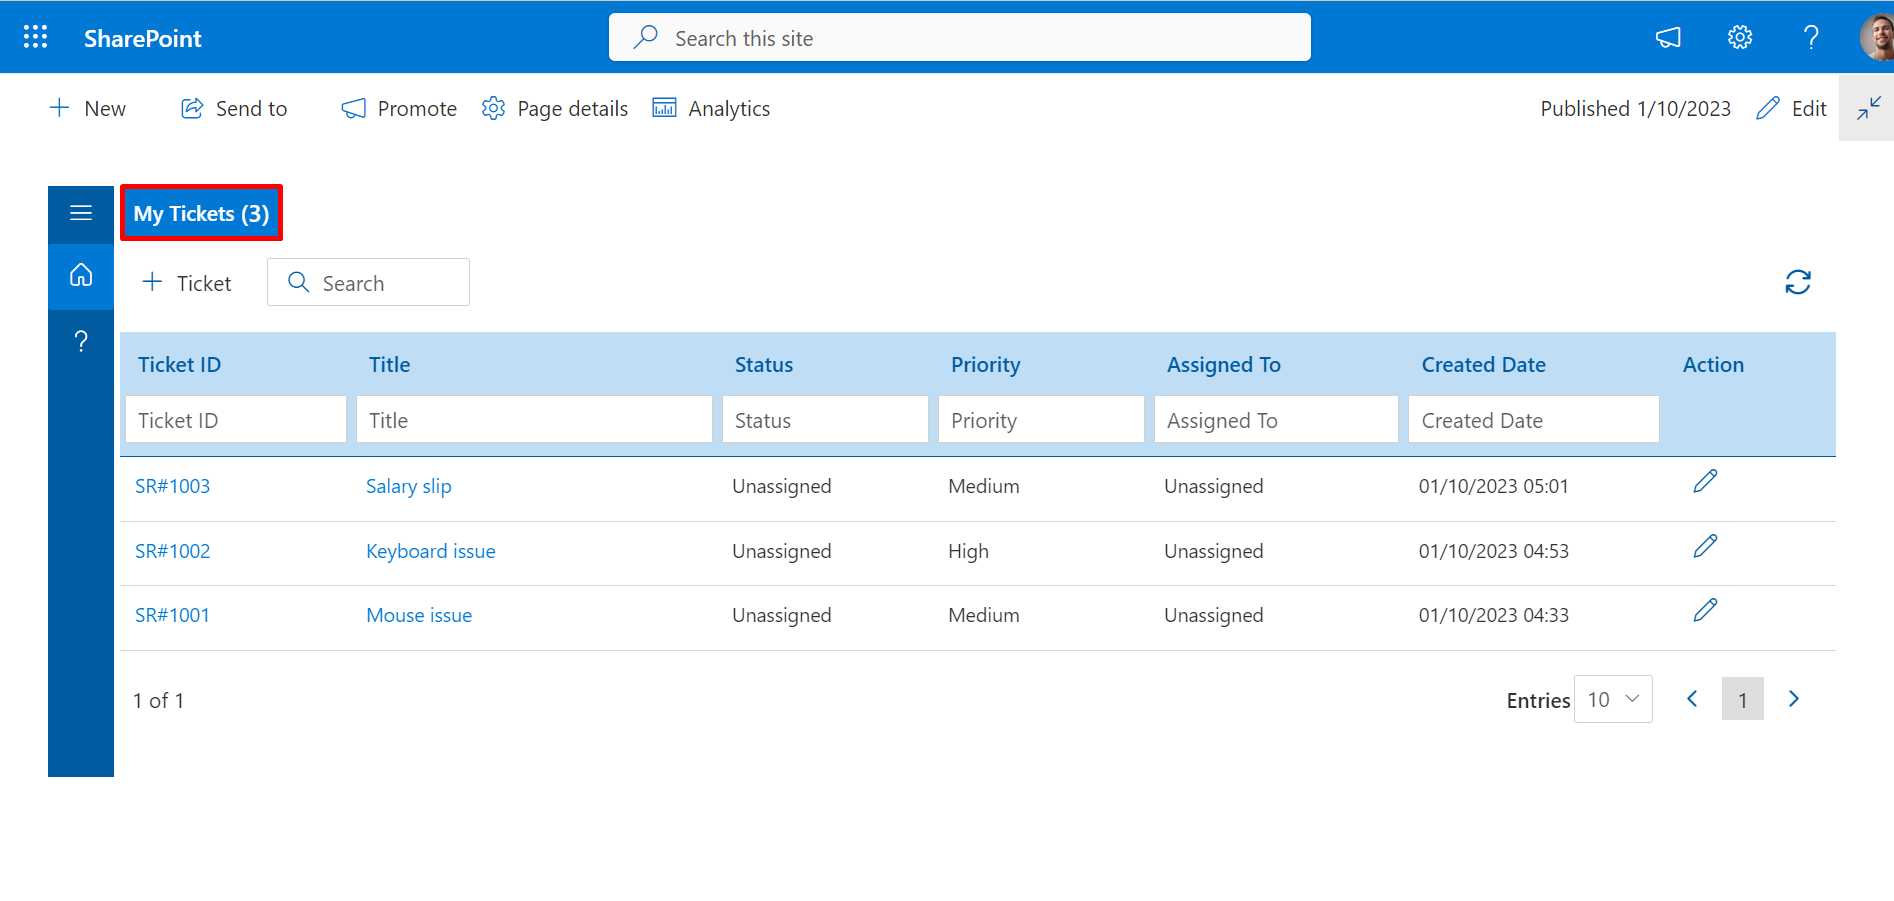 SharePoint Search this site
New Send to Promote Page details Analytics Published 1/10/2023 Edit
My Tickets (3)
Ticket Search
Ticket ID Title Status Priority Assigned To Created Date Action
Ticket ID Title Status Priority Assigned To Created Date
SR#1003 Salary slip Unassigned Medium Unassigned 01/10/2023 05:01
SR#1002 Keyboard issue Unassigned High Unassigned 01/10/2023 04:53
SR#1001 Mouse issue Unassigned Medium Unassigned 01/10/2023 04:33
1 of 1 Entries 10 1